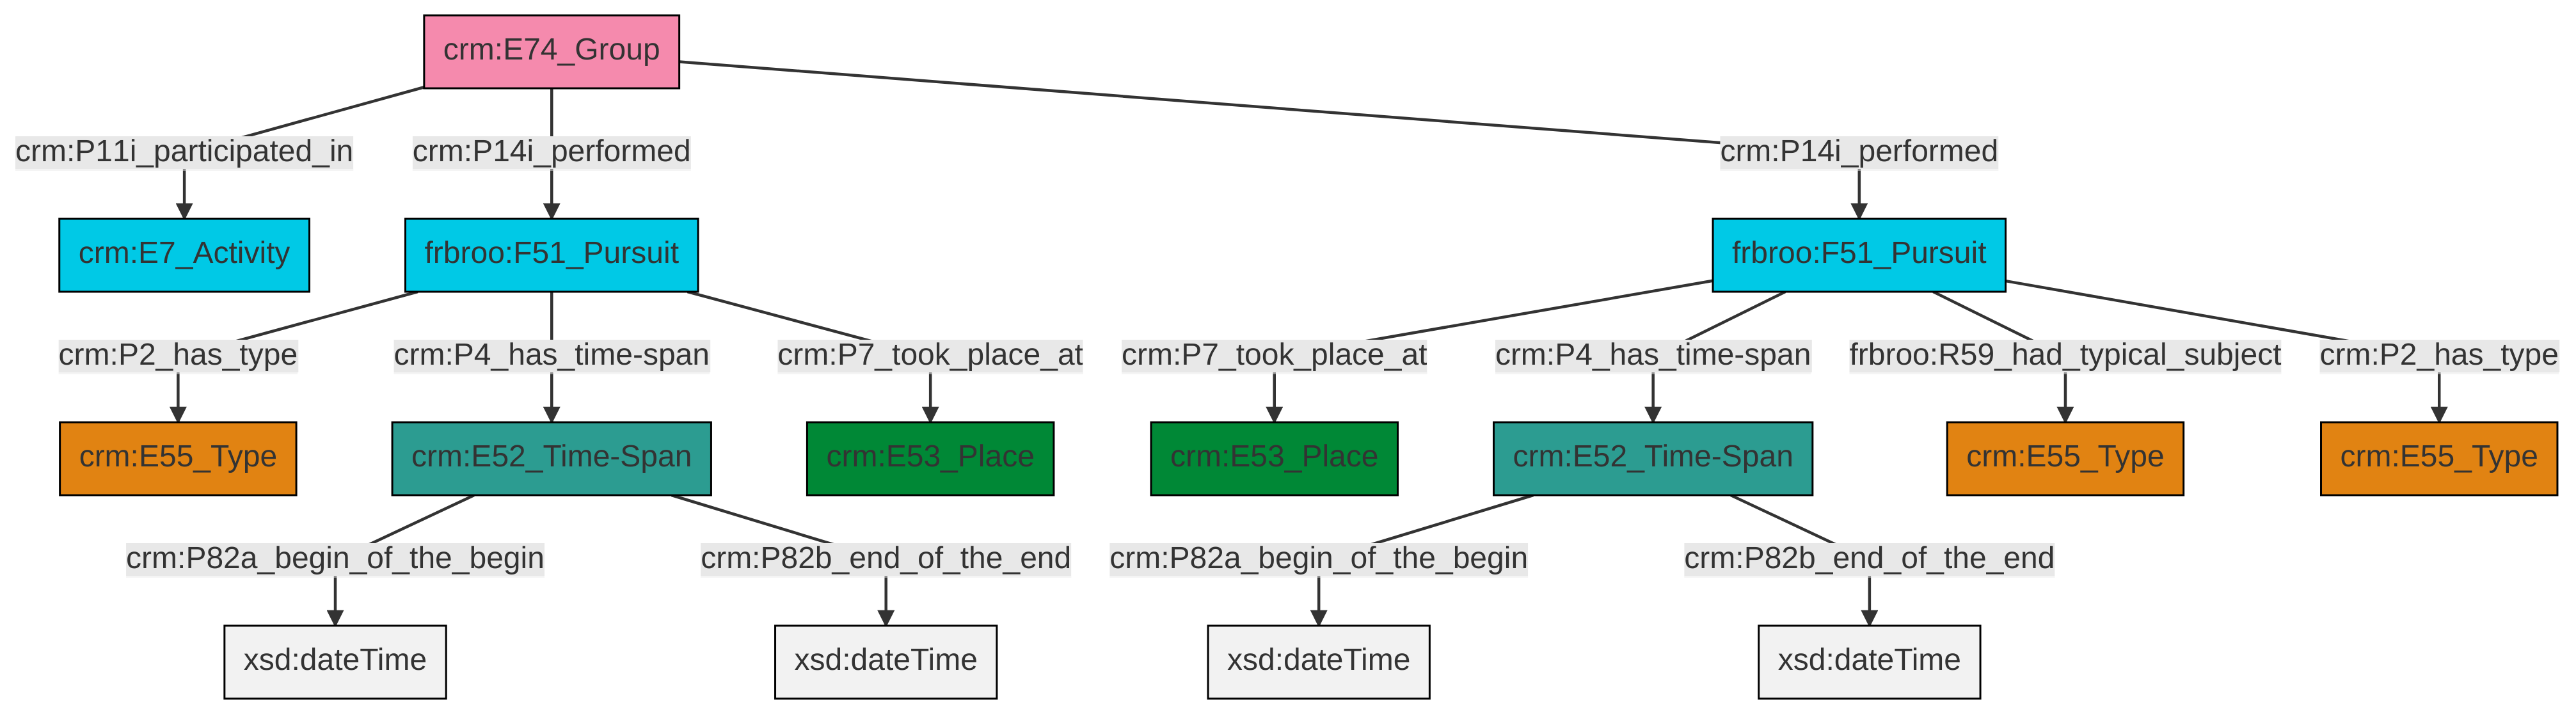 crm:E74_Group
crm:P11i_participated_in
crm:P14i_performed
crm:P14i_performed
crm:E7_Activity
frbroo:F51_Pursuit
frbroo:F51_Pursuit
crm:P2_has_type
crm:P4_has_time-span
crm:P7_took_place_at
crm:P7_took_place_at
crm:P4_has_time-span
frbroo:R59_had_typical_subject
crm:P2_has_type
crm:E55_Type
crm:E52_Time-Span
crm:E53_Place
crm:E53_Place
crm:E52_Time-Span
crm:E55_Type
crm:E55_Type
crm:P82a_begin_of_the_begin
crm:P82b_end_of_the_end
crm:P82a_begin_of_the_begin
crm:P82b_end_of_the_end
xsd:dateTime
xsd:dateTime
xsd:dateTime
xsd:dateTime